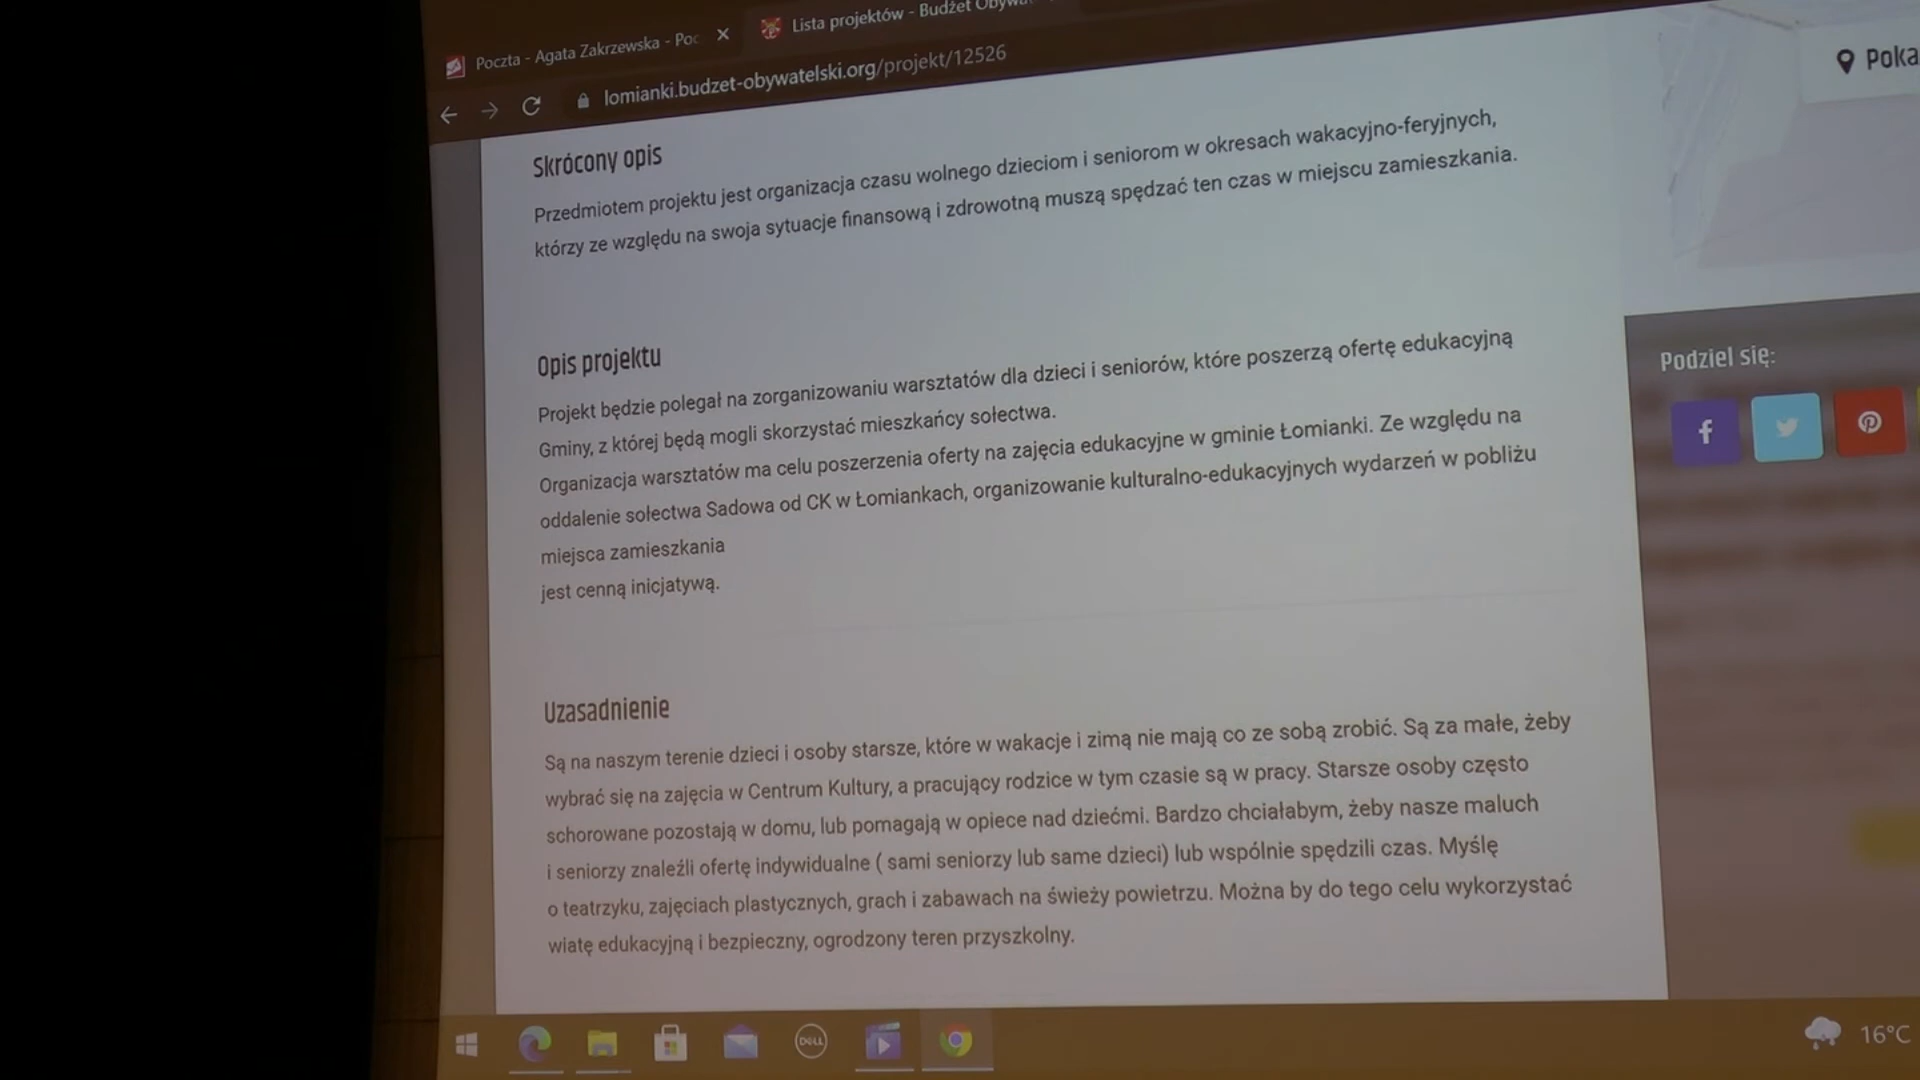 Poczta - Agata Zakrzewska - Poc
Lista projektów - Budżet Obywat
lomianki.budzet-obywatelski.org/projekt/12526
Poka
Skrócony opis
Przedmiotem projektu jest organizacja czasu wolnego dzieciom i seniorom w okresach wakacyjno-feryjnych,
którzy ze względu na swoja sytuacje finansową i zdrowotną muszą spędzać ten czas w miejscu zamieszkania.
Opis projektu
Projekt będzie polegał na zorganizowaniu warsztatów dla dzieci i seniorów, które poszerzą ofertę edukacyjną
Gminy, z której będą mogli skorzystać mieszkańcy sołectwa.
Organizacja warsztatów ma celu poszerzenia oferty na zajęcia edukacyjne w gminie Łomianki. Ze względu na
oddalenie sołectwa Sadowa od CK w Łomiankach, organizowanie kulturalno-edukacyjnych wydarzeń w pobliżu
miejsca zamieszkania
jest cenną inicjatywą.
Podziel się:
Uzasadnienie
Są na naszym terenie dzieci i osoby starsze, które w wakacje i zimą nie mają co ze sobą zrobić. Są za małe, żeby
wybrać się na zajęcia w Centrum Kultury, a pracujący rodzice w tym czasie są w pracy. Starsze osoby często
schorowane pozostają w domu, lub pomagają w opiece nad dziećmi. Bardzo chciałabym, żeby nasze maluch
i seniorzy znaleźli ofertę indywidualne ( sami seniorzy lub same dzieci) lub wspólnie spędzili czas. Myślę
o teatrzyku, zajęciach plastycznych, grach i zabawach na świeży powietrzu. Można by do tego celu wykorzystać
wiatę edukacyjną i bezpieczny, ogrodzony teren przyszkolny.
DELL
16°C